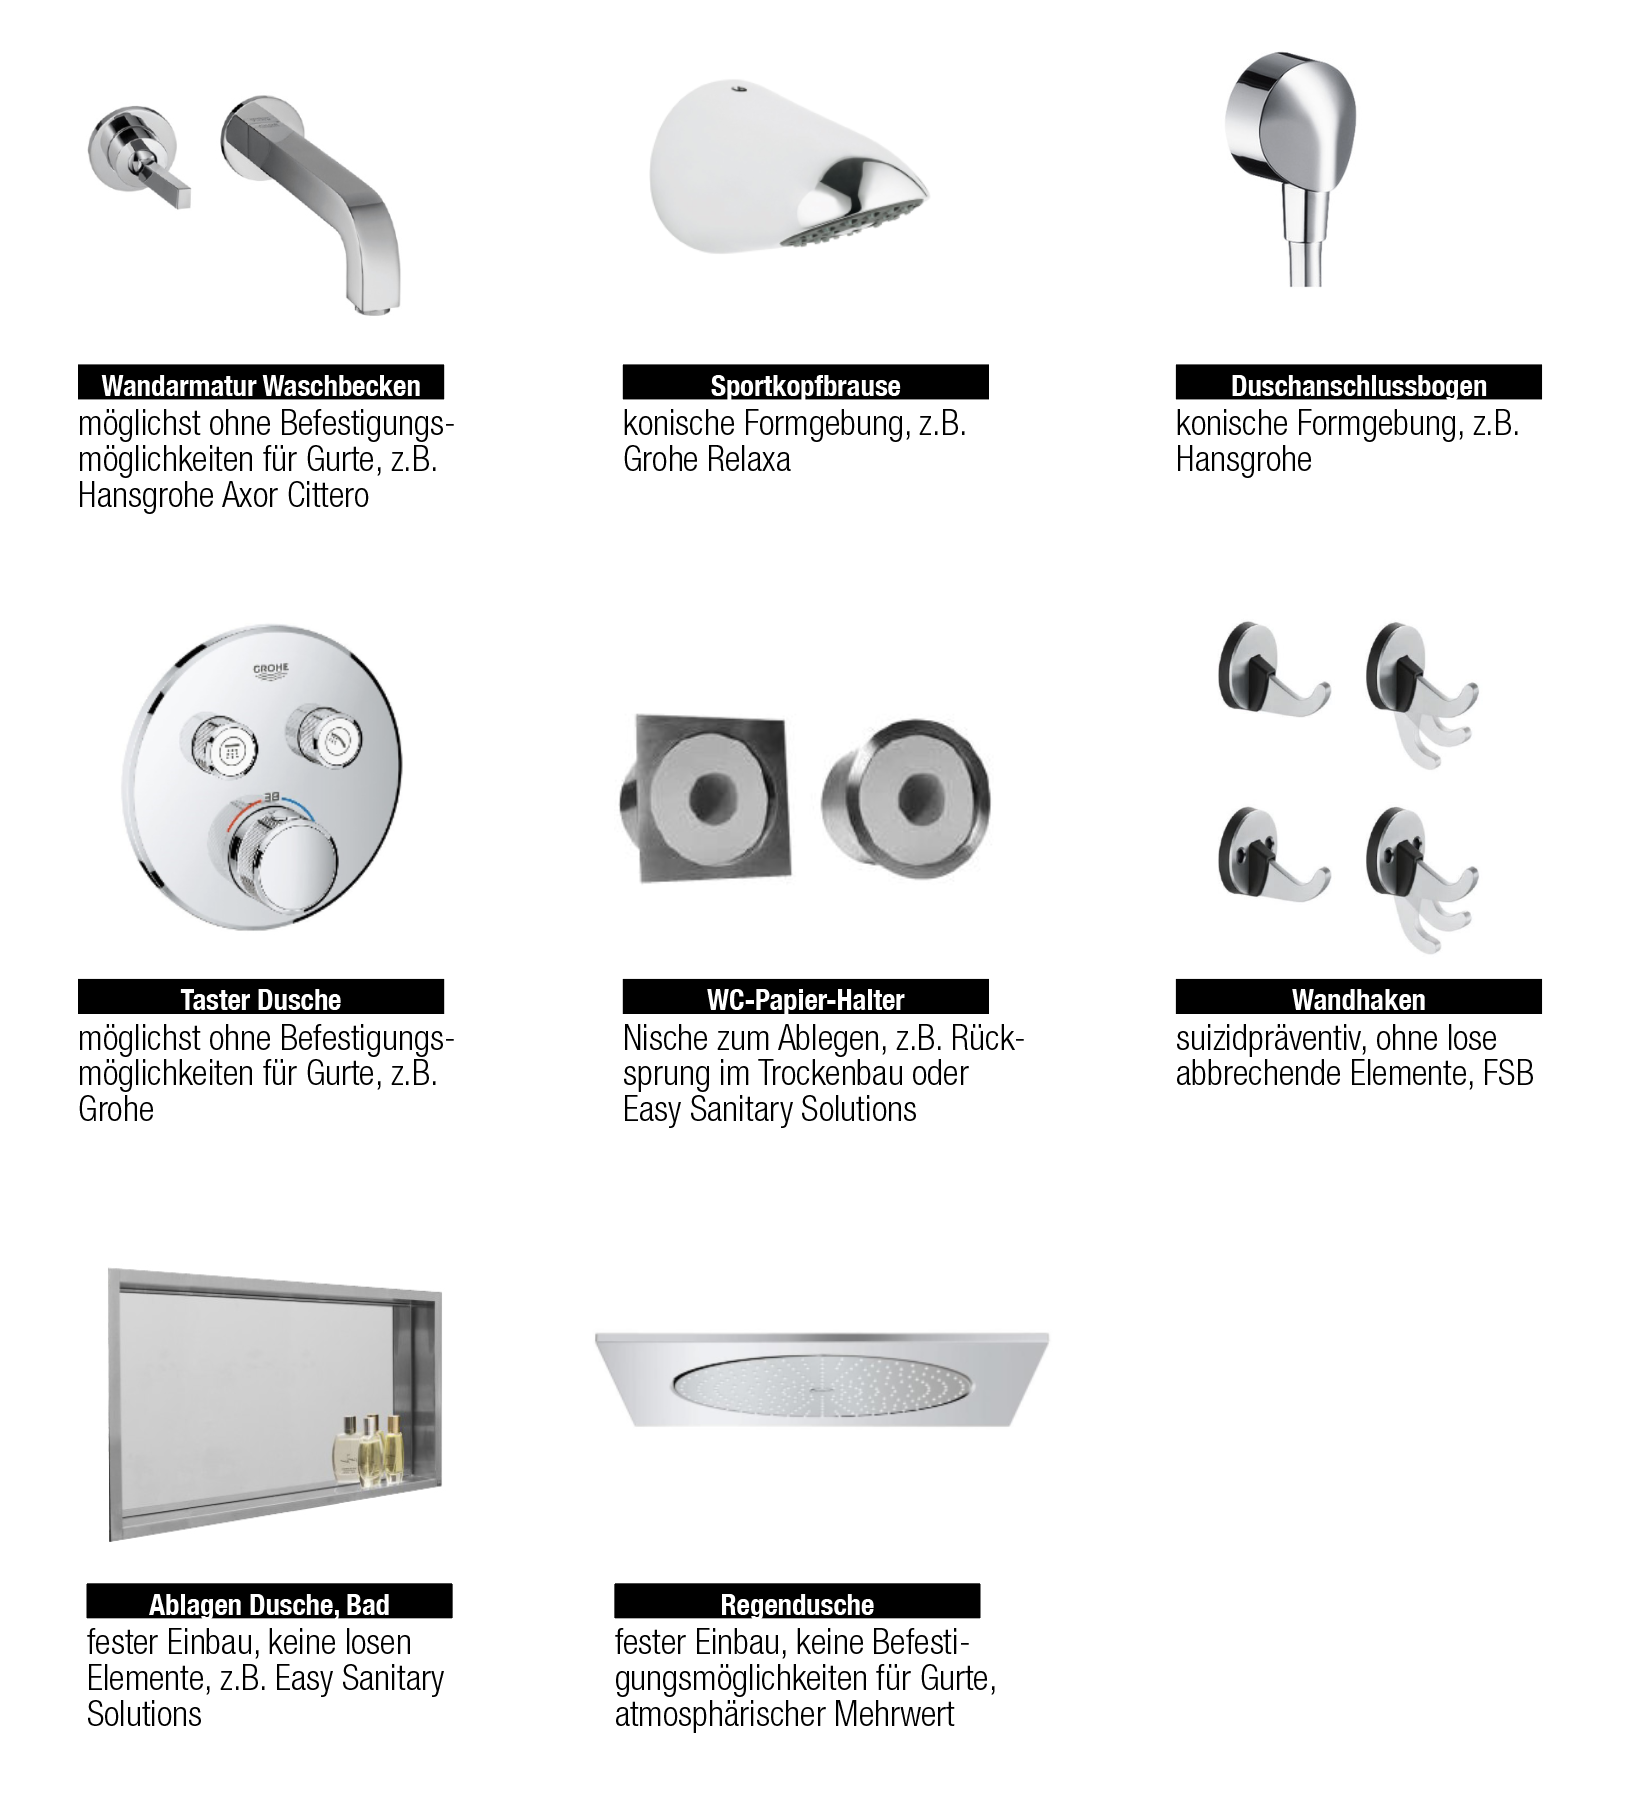 Wandarmatur Waschbecken
möglichst ohne Befestigungs-
möglichkeiten für Gurte, z.B.
Hansgrohe Axor Cittero
Sportkopfbrause
konische Formgebung, z.B.
Grohe Relaxa
Duschanschlussbogen
konische Formgebung, z.B.
Hansgrohe
GROHE
38
Taster Dusche
möglichst ohne Befestigungs-
möglichkeiten für Gurte, z.B.
Grohe
WC-Papier-Halter
Nische zum Ablegen, z.B. Rück-
sprung im Trockenbau oder
Easy Sanitary Solutions
Wandhaken
suizidpräventiv, ohne lose
abbrechende Elemente, FSB
Ablagen Dusche, Bad
fester Einbau, keine losen
Elemente, z.B. Easy Sanitary
Solutions
Regendusche
fester Einbau, keine Befesti-
gungsmöglichkeiten für Gurte,
atmosphärischer Mehrwert